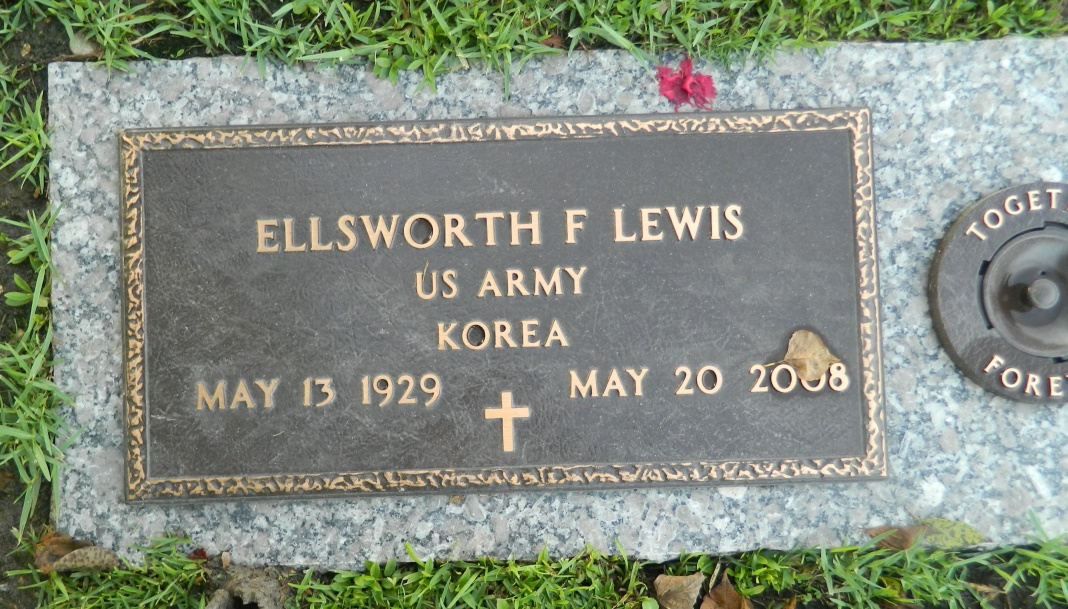 ELLSWORTH F LEWIS
US ARMY
KOREA
MAY 13 1929 MAY 20 2008